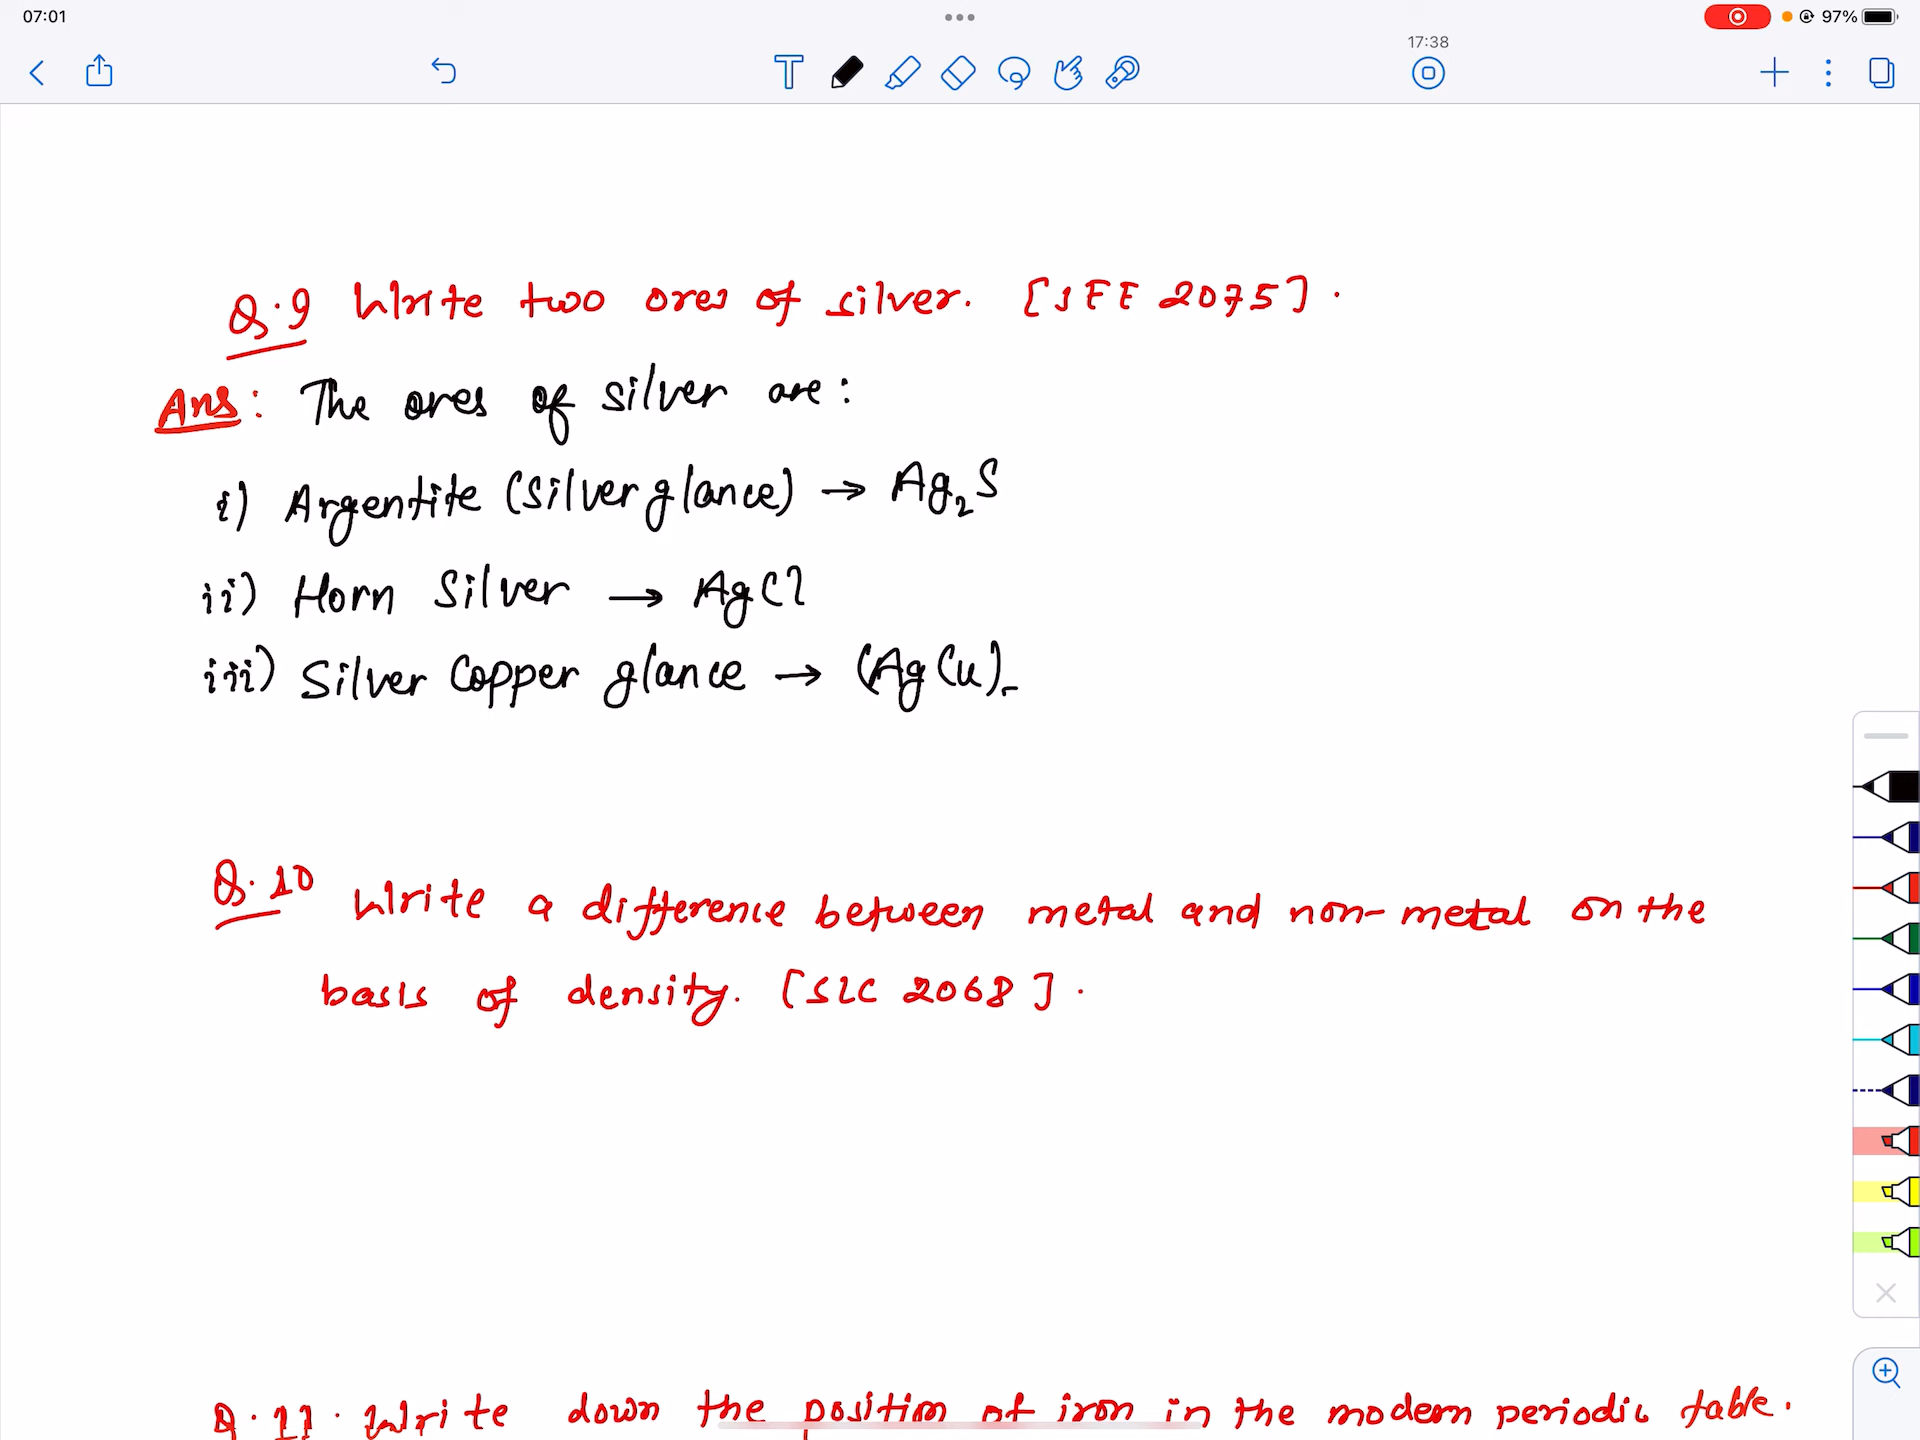 07:01
97%
17:38
Q.9 Write two ores of silver. [SEE 2075].
Ans: The ores of silver are:
i) Argentite (Silver glance) → Ag₂S
ii) Horn Silver → AgCl
iii) Silver Copper glance → (AgCu)
Q.10 Write a difference between metal and non-metal on the
basis of density. [SLC 2068].
Q.11. Write down the position of iron in the modern periodic table.